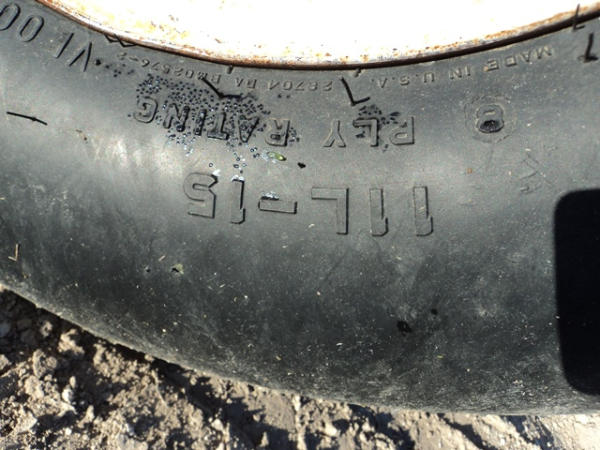 11L-15
8 PLY RATING
MADE IN U.S.A.